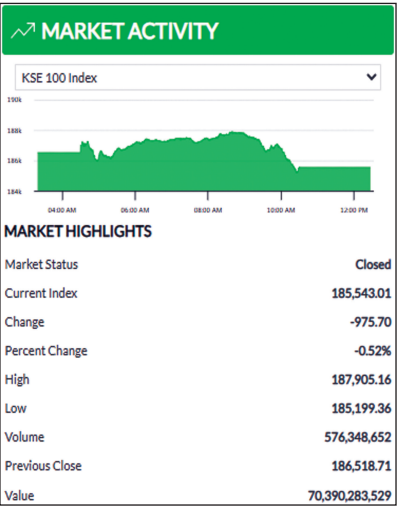 MARKET ACTIVITY
KSE 100 Index
190k
188k
186k
184k
04:00 AM 06:00 AM 08:00 AM 10:00 AM 12:00 PM
MARKET HIGHLIGHTS
Market Status Closed
Current Index 185,543.01
Change -975.70
Percent Change -0.52%
High 187,905.16
Low 185,199.36
Volume 576,348,652
Previous Close 186,518.71
Value 70,390,283,529